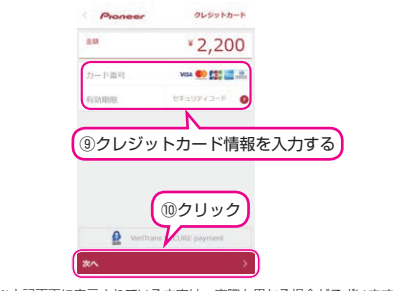 Pioneer クレジットカード
金額 ¥ 2,200
カード番号 VISA
有効期限 セキュリティコード ?
⑨クレジットカード情報を入力する
⑩クリック
VeriTrans SECURE payment
次へ